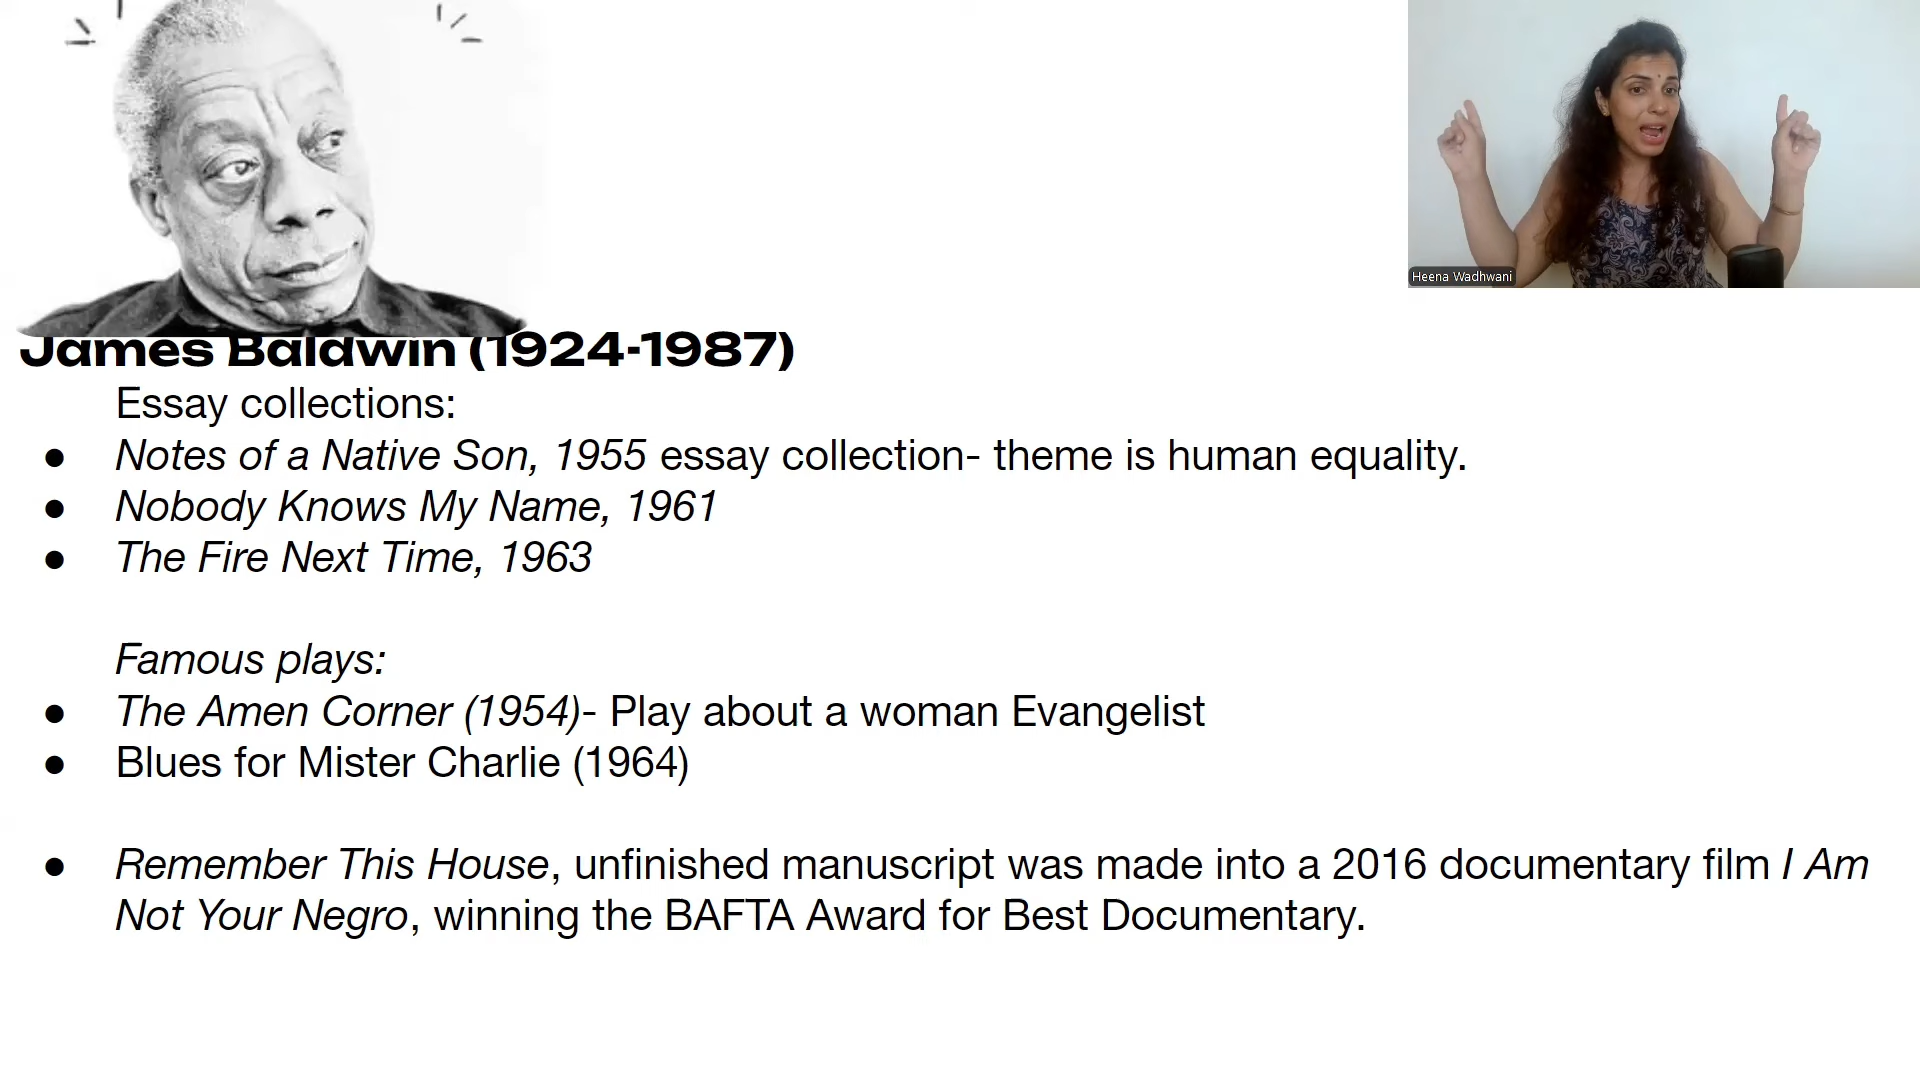 Heena Wadhwani
James Baldwin (1924-1987)
Essay collections:
● Notes of a Native Son, 1955 essay collection- theme is human equality.
● Nobody Knows My Name, 1961
● The Fire Next Time, 1963
Famous plays:
● The Amen Corner (1954)- Play about a woman Evangelist
● Blues for Mister Charlie (1964)
● Remember This House, unfinished manuscript was made into a 2016 documentary film I Am
Not Your Negro, winning the BAFTA Award for Best Documentary.